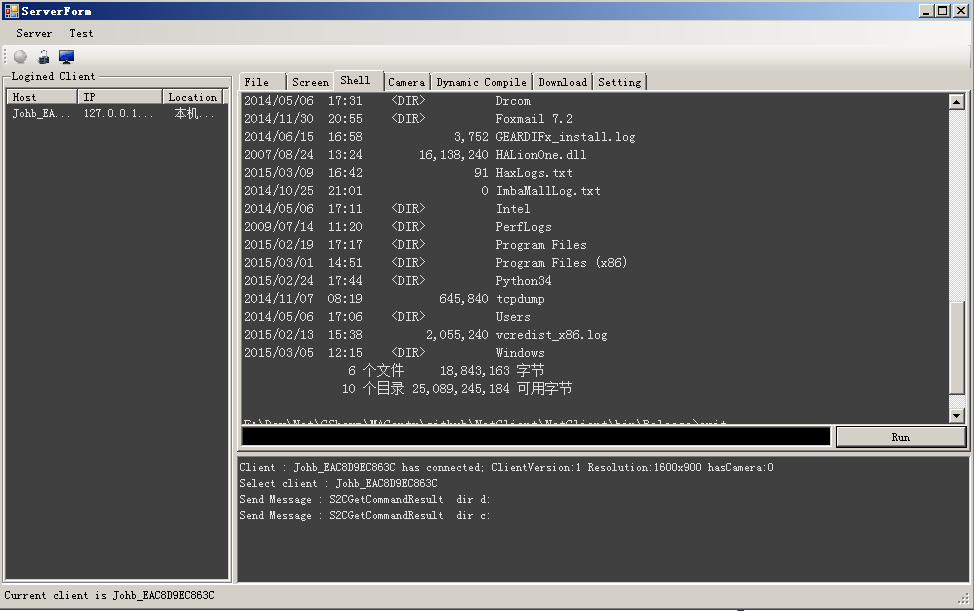 ServerForm
Server Test
Logined Client
Host IP Location
Johb_EA... 127.0.0.1... 本机...
File Screen Shell Camera Dynamic Compile Download Setting
2014/05/06 17:31 <DIR> Drcom
2014/11/30 20:55 <DIR> Foxmail 7.2
2014/06/15 16:58 3,752 GEARDIFx_install.log
2007/08/24 13:24 16,138,240 HALionOne.dll
2015/03/09 16:42 91 HaxLogs.txt
2014/10/25 21:01 0 ImbaMallLog.txt
2014/05/06 17:11 <DIR> Intel
2009/07/14 11:20 <DIR> PerfLogs
2015/02/19 17:17 <DIR> Program Files
2015/03/01 14:51 <DIR> Program Files (x86)
2015/02/24 17:44 <DIR> Python34
2014/11/07 08:19 645,840 tcpdump
2014/05/06 17:06 <DIR> Users
2015/02/13 15:38 2,055,240 vcredist_x86.log
2015/03/05 12:15 <DIR> Windows
6 个文件 18,843,163 字节
10 个目录 25,089,245,184 可用字节
Run
Client : Johb_EAC8D9EC863C has connected; ClientVersion:1 Resolution:1600x900 hasCamera:0
Select client : Johb_EAC8D9EC863C
Send Message : S2CGetCommandResult dir d:
Send Message : S2CGetCommandResult dir c:
Current client is Johb_EAC8D9EC863C